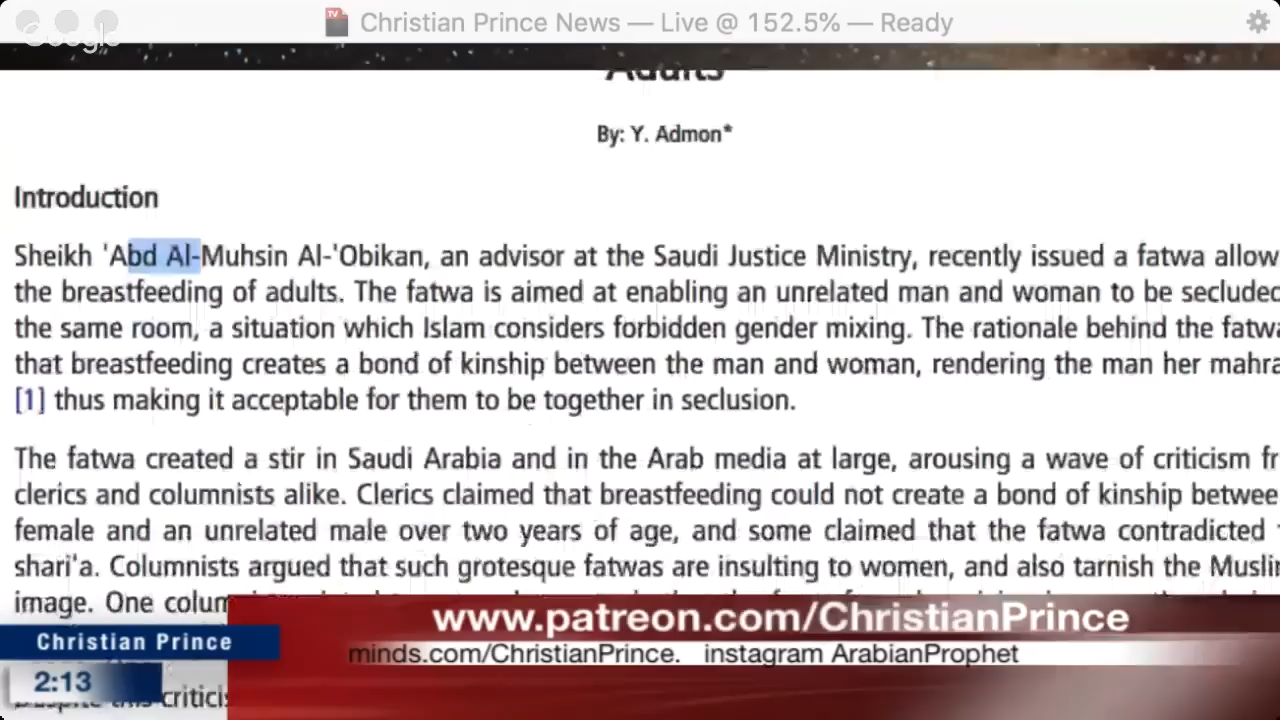 Christian Prince News — Live @ 152.5% — Ready
Google
Adults
By: Y. Admon*
Introduction
Sheikh 'Abd Al-Muhsin Al-'Obikan, an advisor at the Saudi Justice Ministry, recently issued a fatwa allow
the breastfeeding of adults. The fatwa is aimed at enabling an unrelated man and woman to be secluded
the same room, a situation which Islam considers forbidden gender mixing. The rationale behind the fatwa
that breastfeeding creates a bond of kinship between the man and woman, rendering the man her mahra
[1] thus making it acceptable for them to be together in seclusion.
The fatwa created a stir in Saudi Arabia and in the Arab media at large, arousing a wave of criticism fr
clerics and columnists alike. Clerics claimed that breastfeeding could not create a bond of kinship betwee
female and an unrelated male over two years of age, and some claimed that the fatwa contradicted
shari'a. Columnists argued that such grotesque fatwas are insulting to women, and also tarnish the Muslim
image. One colum
www.patreon.com/ChristianPrince
Christian Prince
minds.com/ChristianPrince. instagram ArabianProphet
2:13
Despite this critici